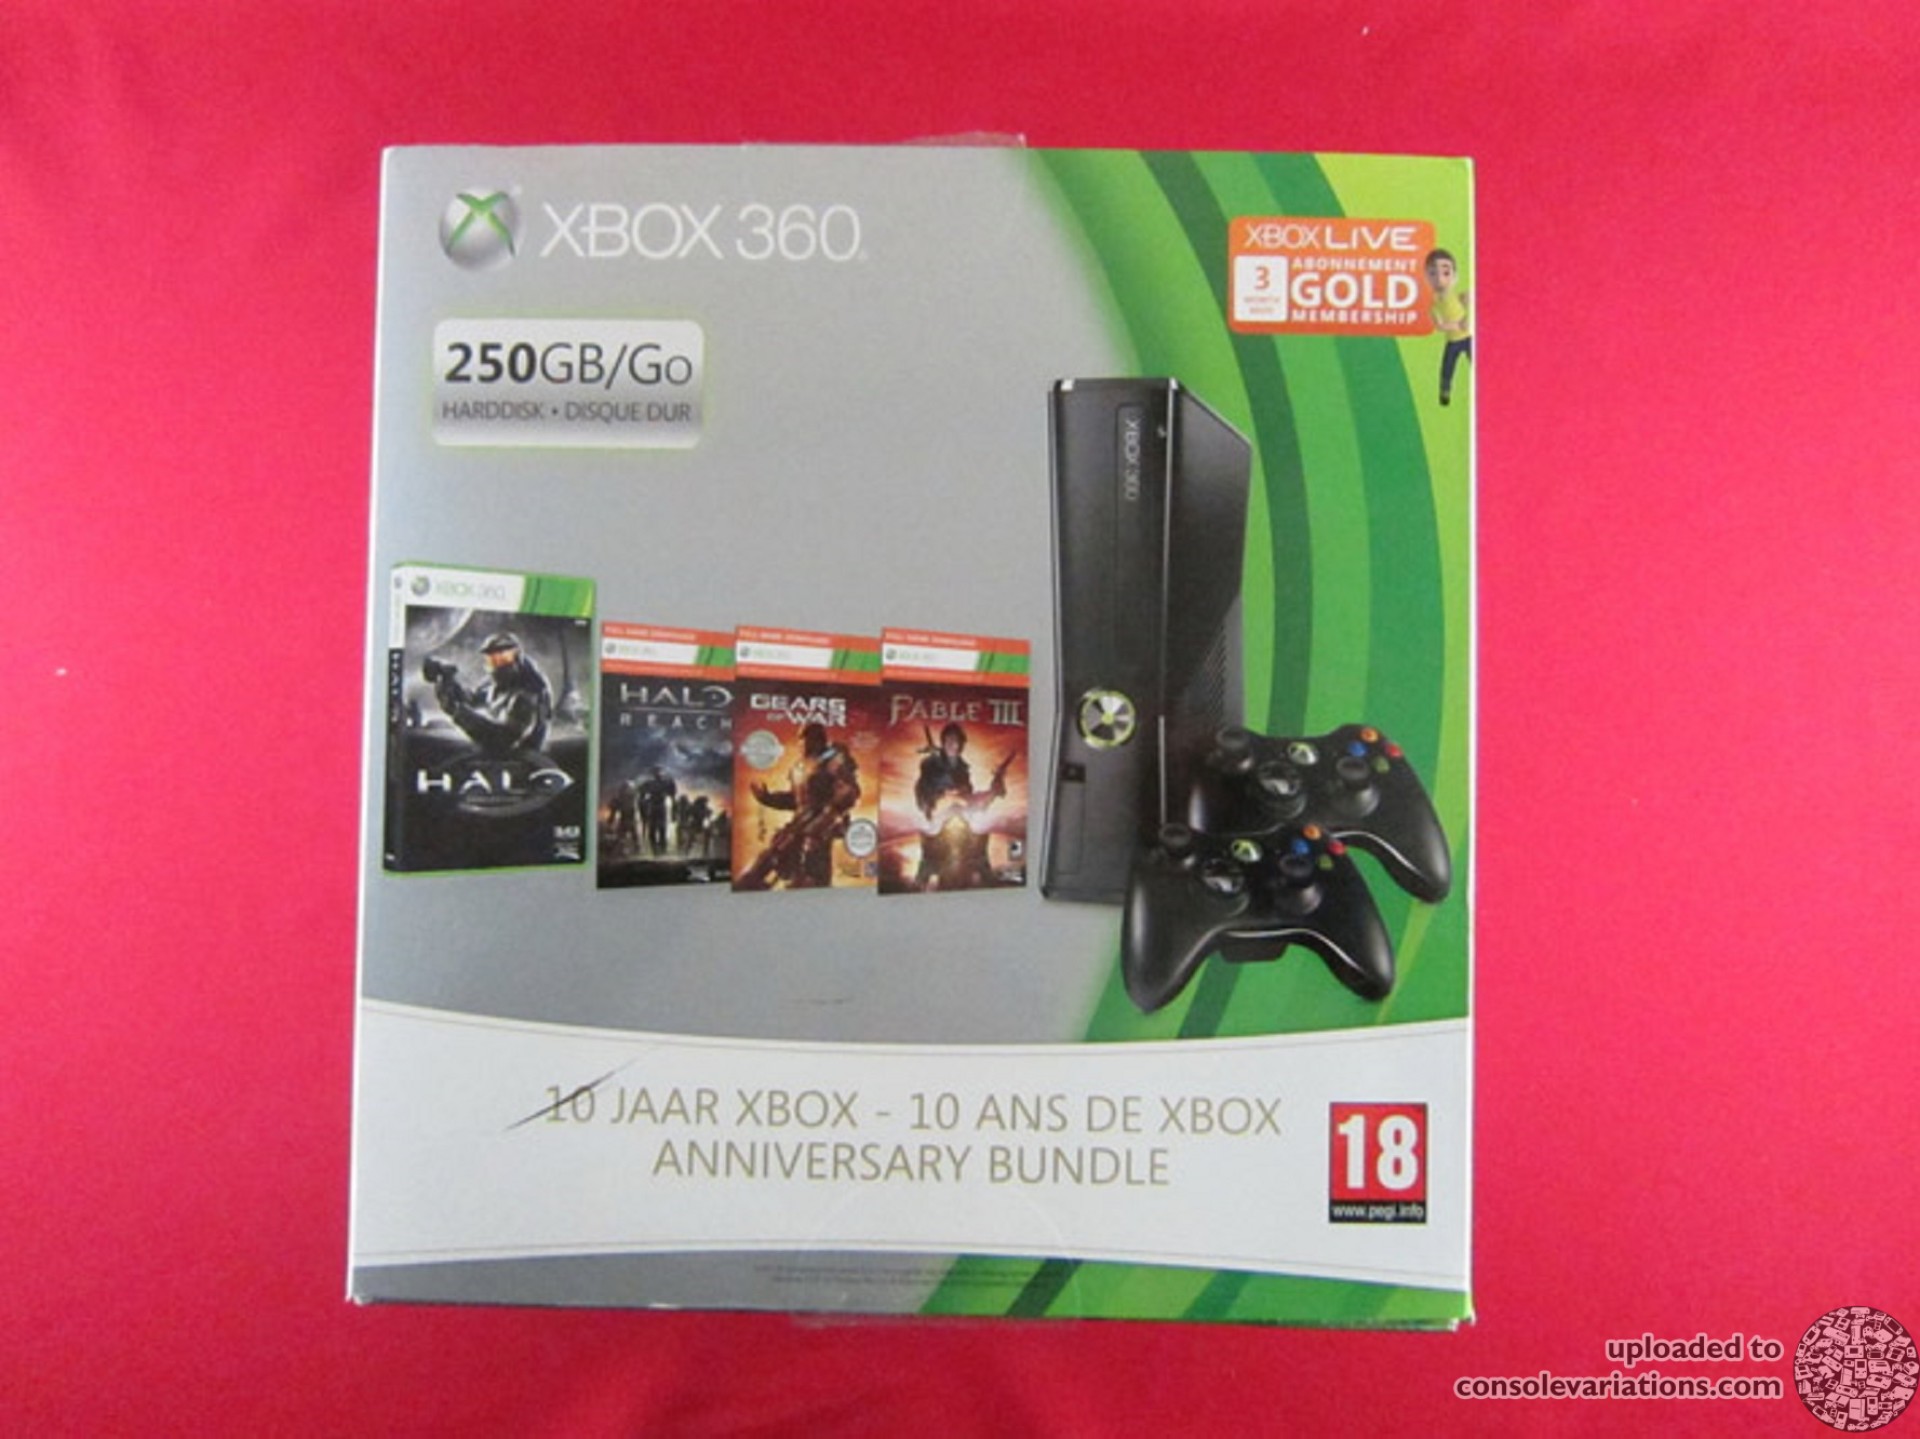 XBOX 360
XBOX LIVE
3
ABONNEMENT
GOLD
MEMBERSHIP
250GB/Go
HARDDISK • DISQUE DUR
XBOX 360
XBOX 360
HALO
HALO
REACH
GEARS
OF WAR
FABLE III
HALO
10 JAAR XBOX - 10 ANS DE XBOX
ANNIVERSARY BUNDLE
18
www.pegi.info
uploaded to
consolevariations.com